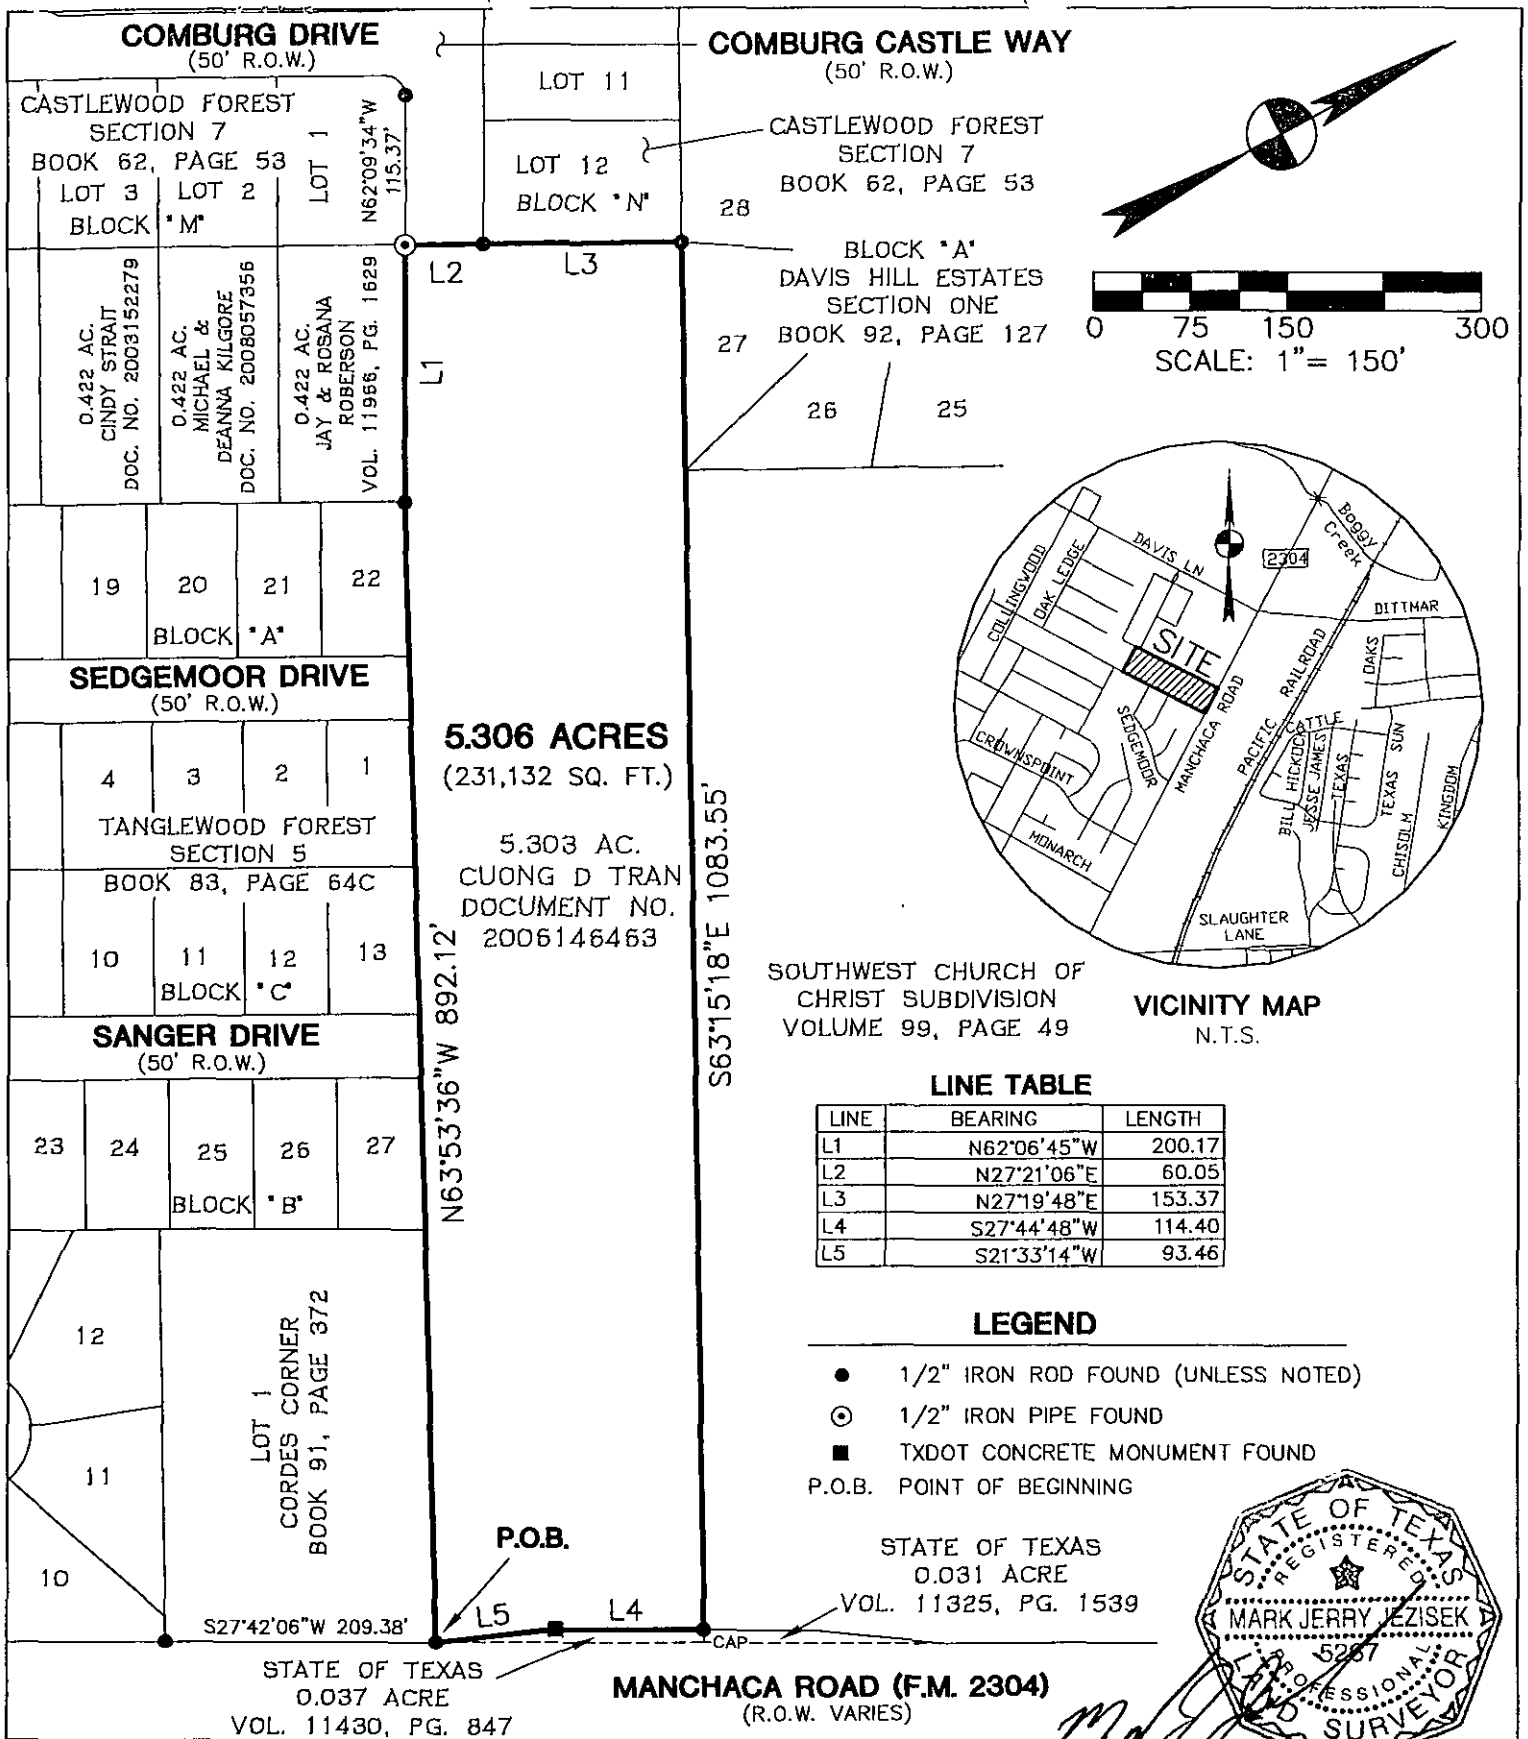 COMBURG DRIVE
(50' R.O.W.)
COMBURG CASTLE WAY
(50' R.O.W.)
LOT 11
CASTLEWOOD FOREST
SECTION 7
BOOK 62, PAGE 53
LOT 3
LOT 2
LOT 1
BLOCK "M"
N62°09'34"W
115.37'
LOT 12
BLOCK "N"
CASTLEWOOD FOREST
SECTION 7
BOOK 62, PAGE 53
28
BLOCK "A"
DAVIS HILL ESTATES
SECTION ONE
BOOK 92, PAGE 127
27
26
25
0 75 150 300
SCALE: 1"= 150'
L2
L3
L1
0.422 AC.
CINDY STRAIT
DOC. NO. 2003152279
0.422 AC.
MICHAEL &
DEANNA KILGORE
DOC. NO. 2008057356
0.422 AC.
JAY & ROSANA
ROBERSON
VOL. 11966, PG. 1629
19
20
21
22
BLOCK "A"
SEDGEMOOR DRIVE
(50' R.O.W.)
4
3
2
1
TANGLEWOOD FOREST
SECTION 5
BOOK 83, PAGE 64C
10
11
12
13
BLOCK "C"
SANGER DRIVE
(50' R.O.W.)
23
24
25
26
27
BLOCK "B"
5.306 ACRES
(231,132 SQ. FT.)
5.303 AC.
CUONG D TRAN
DOCUMENT NO.
2006146463
N63°53'36"W 892.12'
S63°15'18"E 1083.55'
COLLINGWOOD
OAK LEDGE
DAVIS LN
2304
Boggy
Creek
DITTMAR
SITE
SEDGEMOOR
MANCHACA ROAD
PACIFIC
RAILROAD
OAKS
CATTLE
CROWNSPOINT
MONARCH
BILL HICKOCK
JESSE JAMES
TEXAS
TEXAS SUN
CHISOLM
KINGDOM
SLAUGHTER
LANE
VICINITY MAP
N.T.S.
SOUTHWEST CHURCH OF
CHRIST SUBDIVISION
VOLUME 99, PAGE 49
LINE TABLE
LINE BEARING LENGTH
L1 N62°06'45"W 200.17
L2 N27°21'06"E 60.05
L3 N27°19'48"E 153.37
L4 S27°44'48"W 114.40
L5 S21°33'14"W 93.46
LEGEND
1/2" IRON ROD FOUND (UNLESS NOTED)
1/2" IRON PIPE FOUND
TXDOT CONCRETE MONUMENT FOUND
P.O.B. POINT OF BEGINNING
12
11
10
LOT 1
CORDES CORNER
BOOK 91, PAGE 372
P.O.B.
L5
L4
S27°42'06"W 209.38'
CAP
STATE OF TEXAS
0.031 ACRE
VOL. 11325, PG. 1539
STATE OF TEXAS
0.037 ACRE
VOL. 11430, PG. 847
MANCHACA ROAD (F.M. 2304)
(R.O.W. VARIES)
STATE OF TEXAS
REGISTERED
MARK JERRY JEZISEK
5267
PROFESSIONAL
LAND SURVEYOR